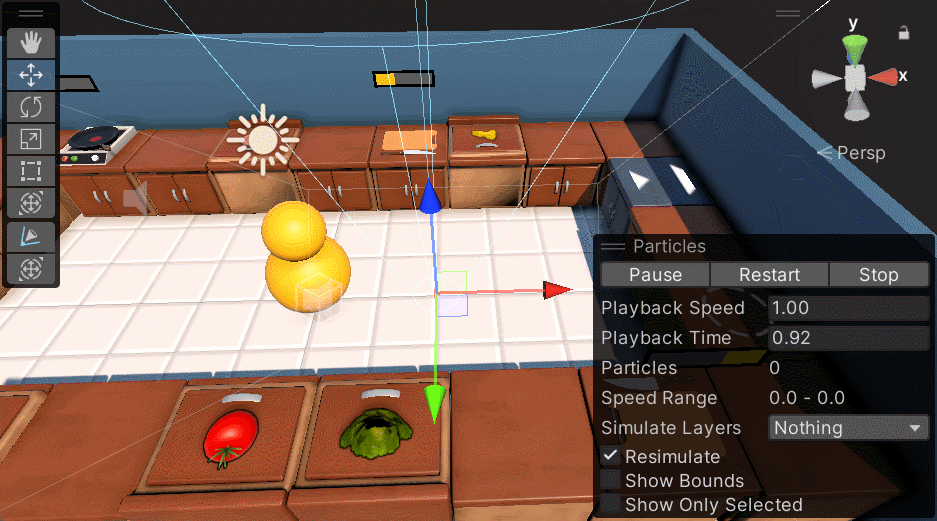 y
x
Persp
Particles
Pause Restart Stop
Playback Speed 1.00
Playback Time 0.92
Particles 0
Speed Range 0.0 - 0.0
Simulate Layers Nothing
Resimulate
Show Bounds
Show Only Selected